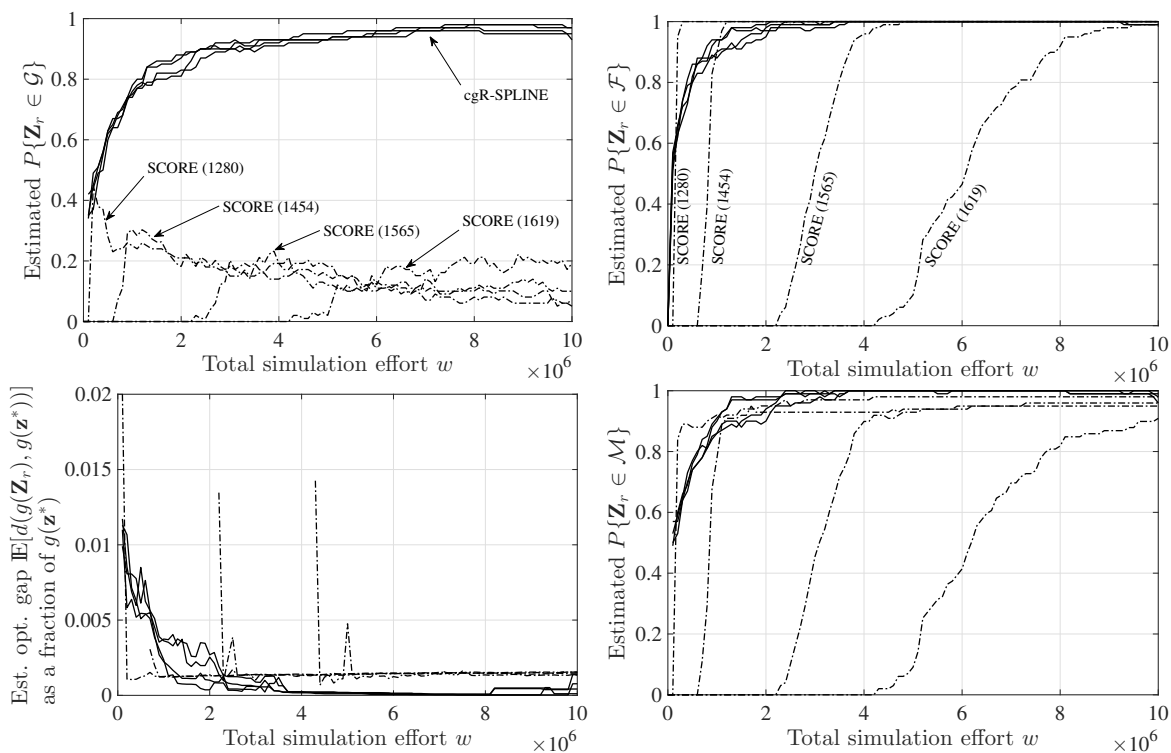 Estimated P{Z_r ∈ 𝒢}
1
0.8
0.6
0.4
0.2
0
cgR-SPLINE
SCORE (1280)
SCORE (1454)
SCORE (1565)
SCORE (1619)
0 2 4 6 8 10
Total simulation effort w
×10^6
Estimated P{Z_r ∈ ℱ}
1
0.8
0.6
0.4
0.2
0
SCORE (1280)
SCORE (1454)
SCORE (1565)
SCORE (1619)
0 2 4 6 8 10
Total simulation effort w
×10^6
Est. opt. gap 𝔼[d(g(Z_r), g(z*))]
as a fraction of g(z*)
0.02
0.015
0.01
0.005
0
0 2 4 6 8 10
Total simulation effort w
×10^6
Estimated P{Z_r ∈ ℳ}
1
0.8
0.6
0.4
0.2
0
0 2 4 6 8 10
Total simulation effort w
×10^6